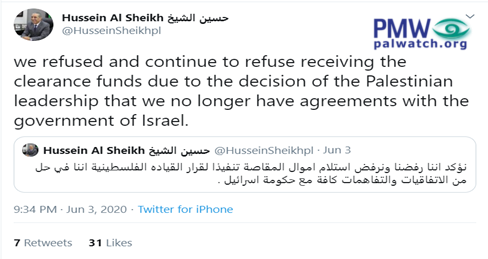 Hussein Al Sheikh حسين الشيخ
@HusseinSheikhpl
PMW
palwatch.org
we refused and continue to refuse receiving the
clearance funds due to the decision of the Palestinian
leadership that we no longer have agreements with the
government of Israel.
Hussein Al Sheikh حسين الشيخ @HusseinSheikhpl · Jun 3
نؤكد اننا رفضنا ونرفض استلام اموال المقاصة تنفيذا لقرار القياده الفلسطينية اننا في حل
من الاتفاقيات والتفاهمات كافة مع حكومة اسرائيل .
9:34 PM · Jun 3, 2020 · Twitter for iPhone
7 Retweets 31 Likes